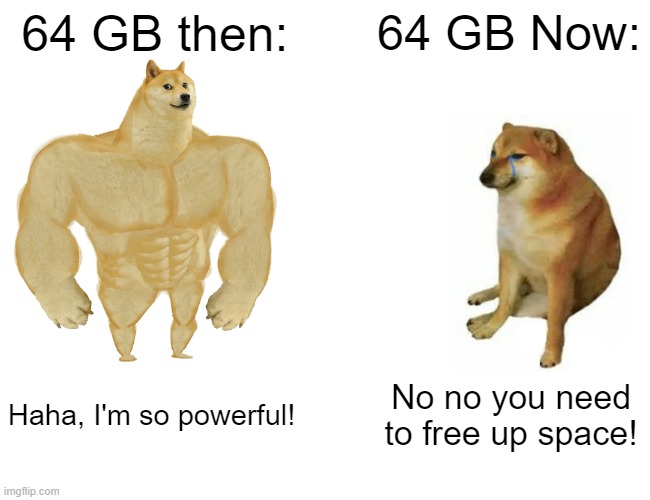 64 GB then:
64 GB Now:
Haha, I'm so powerful!
No no you need
to free up space!
imgflip.com